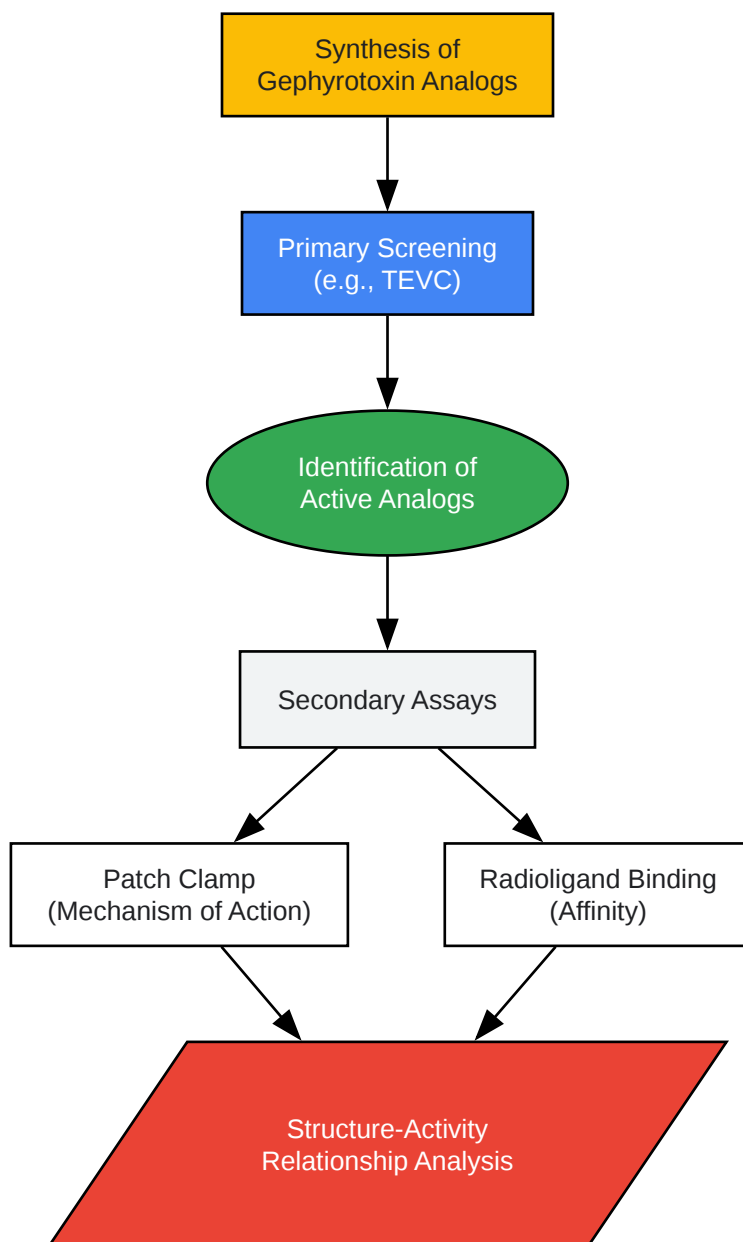 Synthesis of
Gephyrotoxin Analogs
Primary Screening
(e.g., TEVC)
Identification of
Active Analogs
Secondary Assays
Patch Clamp
(Mechanism of Action)
Radioligand Binding
(Affinity)
Structure-Activity
Relationship Analysis